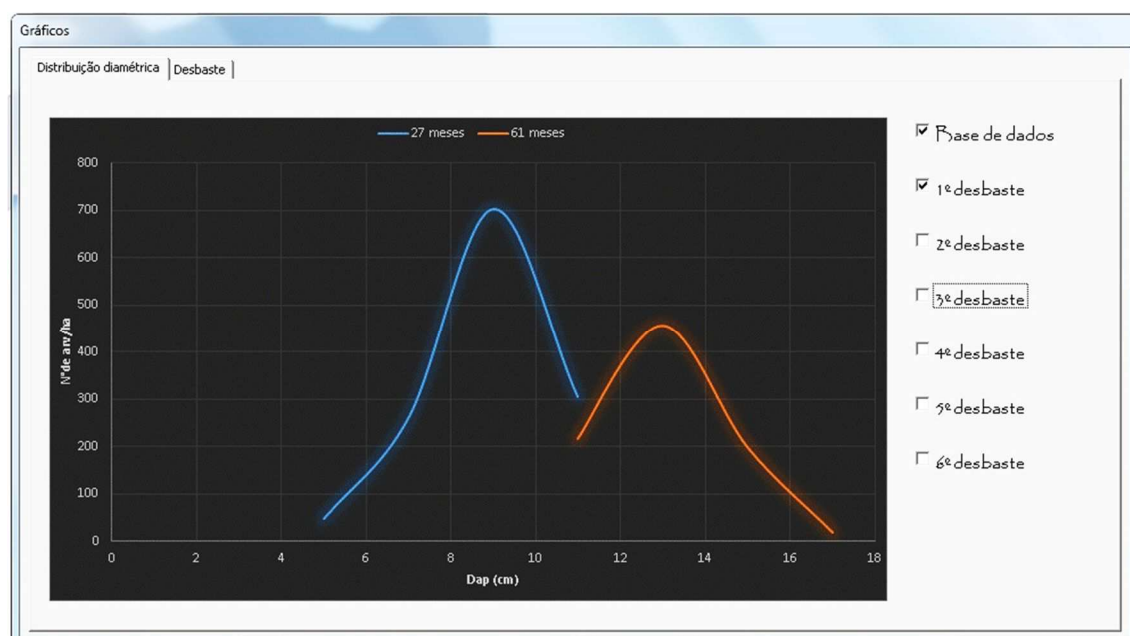 Gráficos
Distribuição diamétrica
Desbaste
27 meses
61 meses
800
700
600
500
400
300
200
100
0
N°de arv/ha
0 2 4 6 8 10 12 14 16 18
Dap (cm)
Base de dados
1º desbaste
2º desbaste
3º desbaste
4º desbaste
5º desbaste
6º desbaste